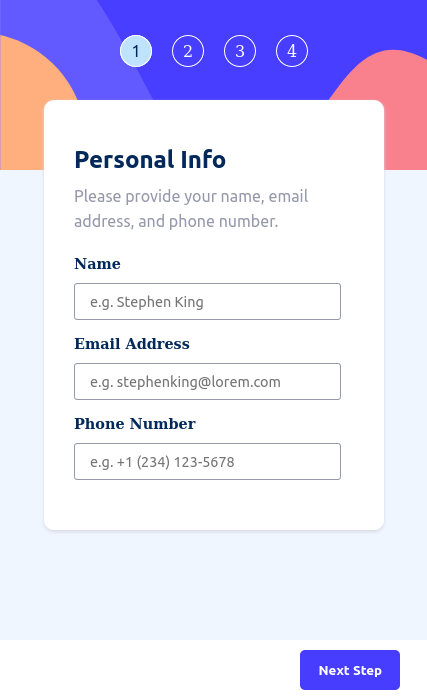 1 2 3 4
Personal Info
Please provide your name, email
address, and phone number.
Name
e.g. Stephen King
Email Address
e.g. stephenking@lorem.com
Phone Number
e.g. +1 (234) 123-5678
Next Step